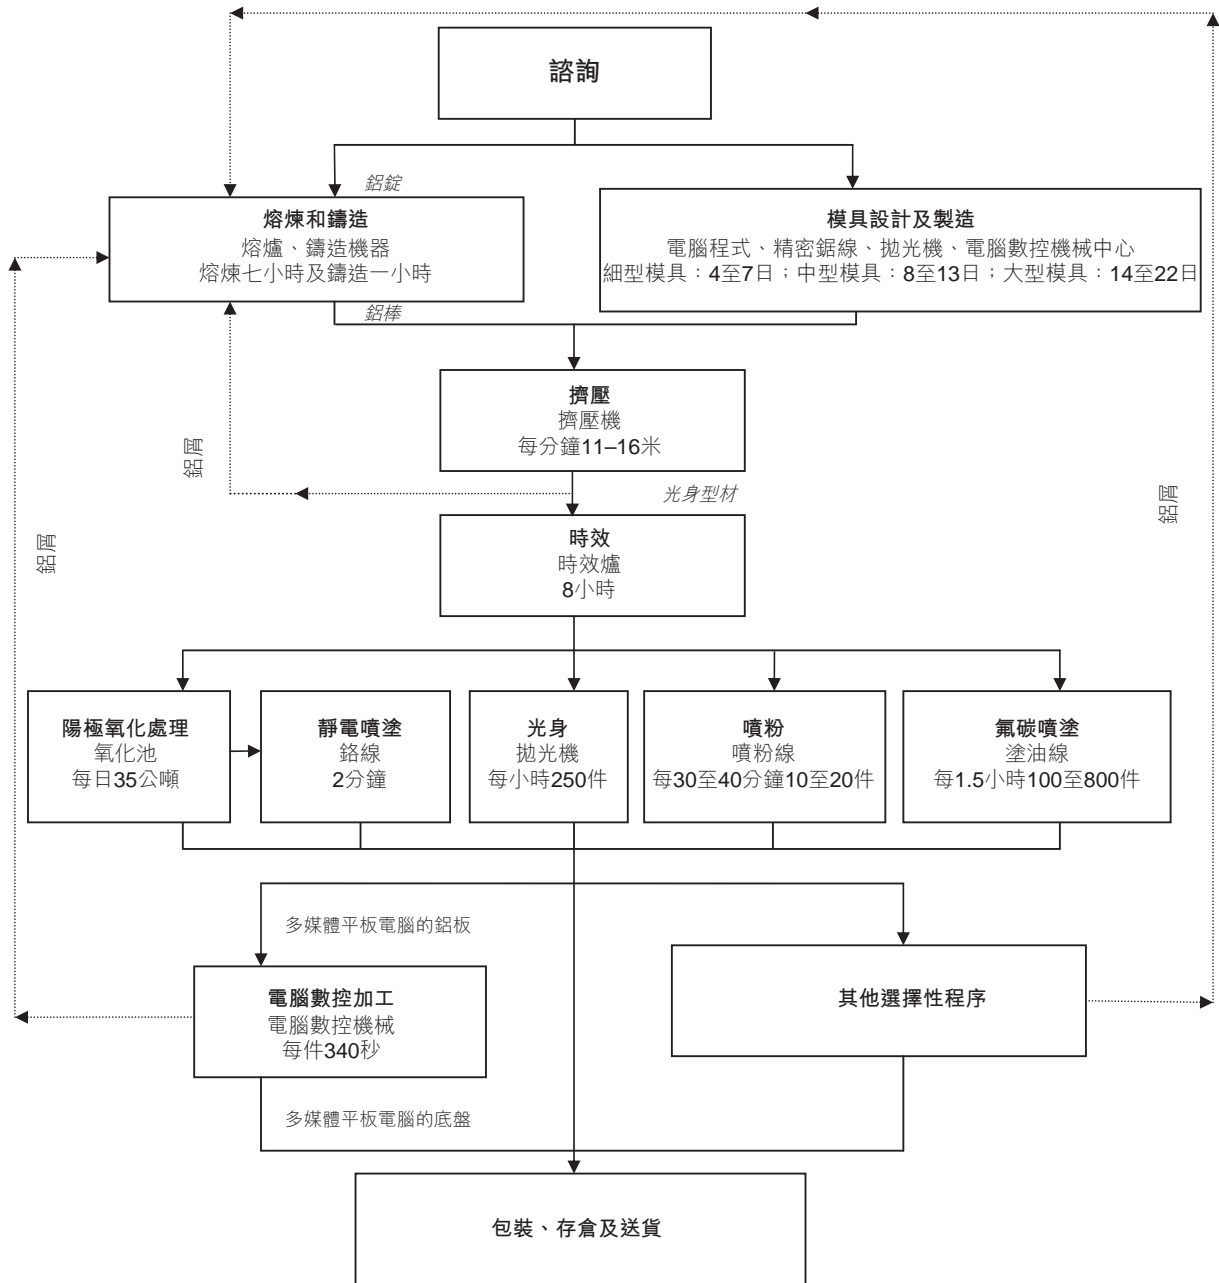 諮詢
鋁錠
熔煉和鑄造
熔爐、鑄造機器
熔煉七小時及鑄造一小時
模具設計及製造
電腦程式、精密鋸線、拋光機、電腦數控機械中心
細型模具：4至7日；中型模具：8至13日；大型模具：14至22日
鋁棒
擠壓
擠壓機
每分鐘11–16米
鋁屑
光身型材
鋁屑
鋁屑
時效
時效爐
8小時
陽極氧化處理
氧化池
每日35公噸
靜電噴塗
鉻線
2分鐘
光身
拋光機
每小時250件
噴粉
噴粉線
每30至40分鐘10至20件
氟碳噴塗
塗油線
每1.5小時100至800件
多媒體平板電腦的鋁板
電腦數控加工
電腦數控機械
每件340秒
其他選擇性程序
多媒體平板電腦的底盤
包裝、存倉及送貨